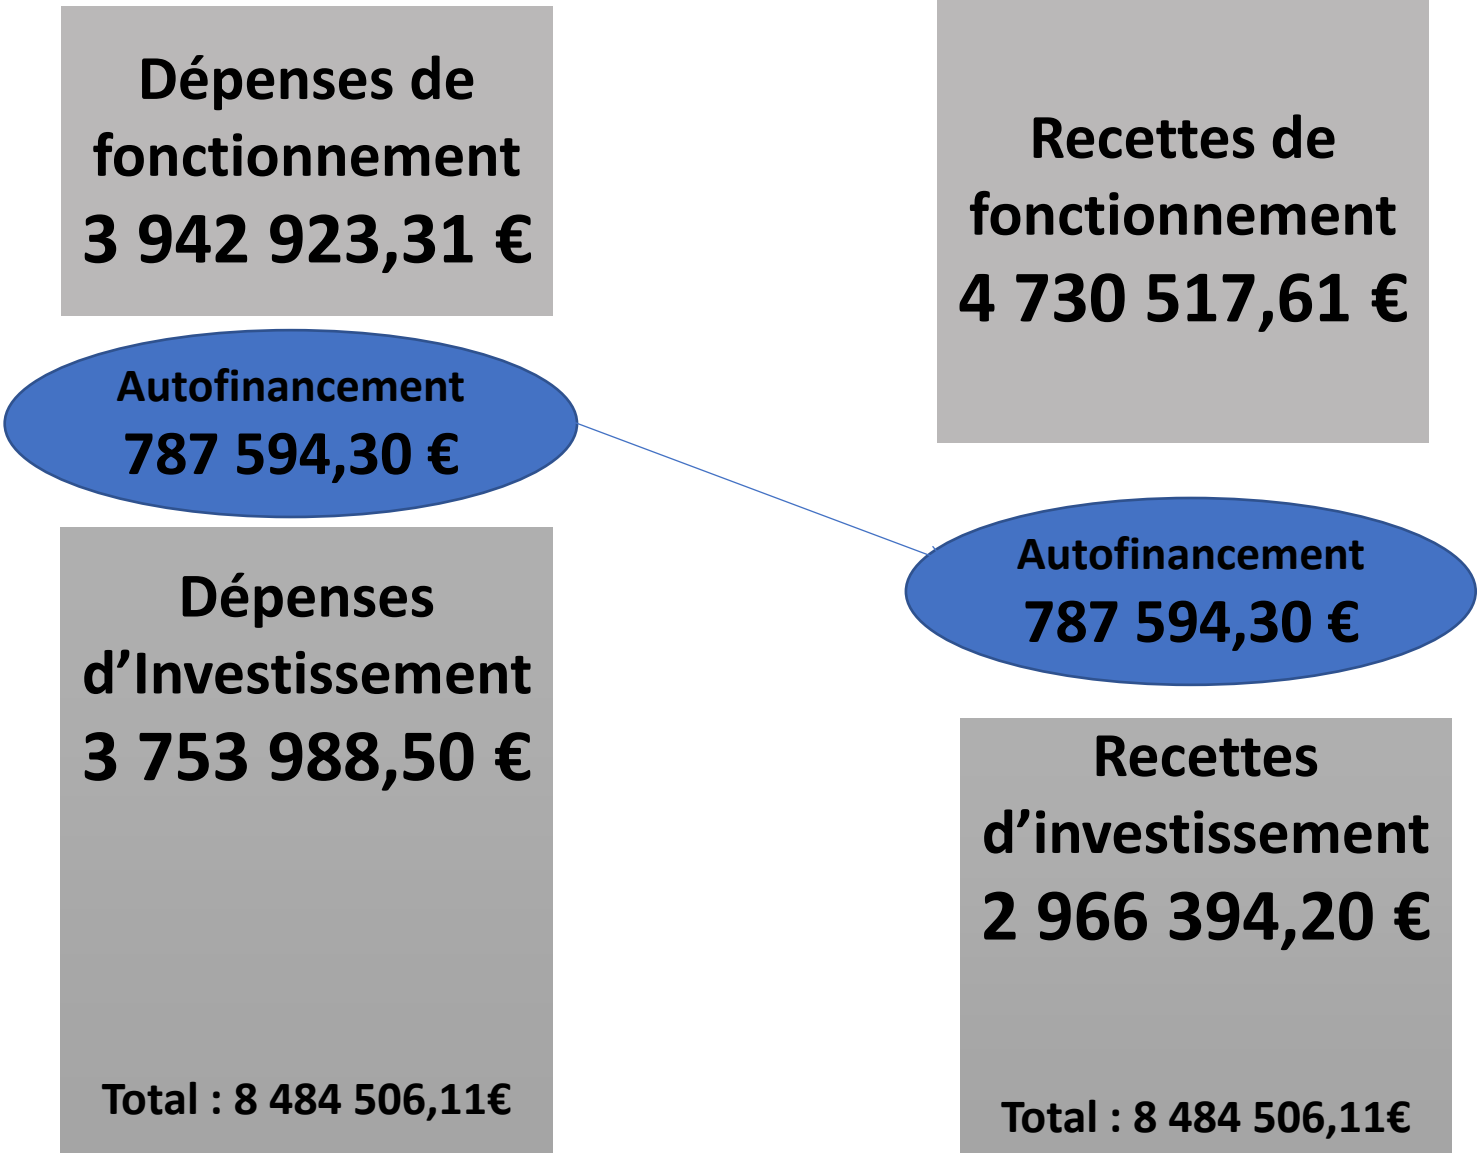 Dépenses de
fonctionnement
3 942 923,31 €
Autofinancement
787 594,30 €
Dépenses
d’Investissement
3 753 988,50 €
Total : 8 484 506,11€
Recettes de
fonctionnement
4 730 517,61 €
Autofinancement
787 594,30 €
Recettes
d’investissement
2 966 394,20 €
Total : 8 484 506,11€